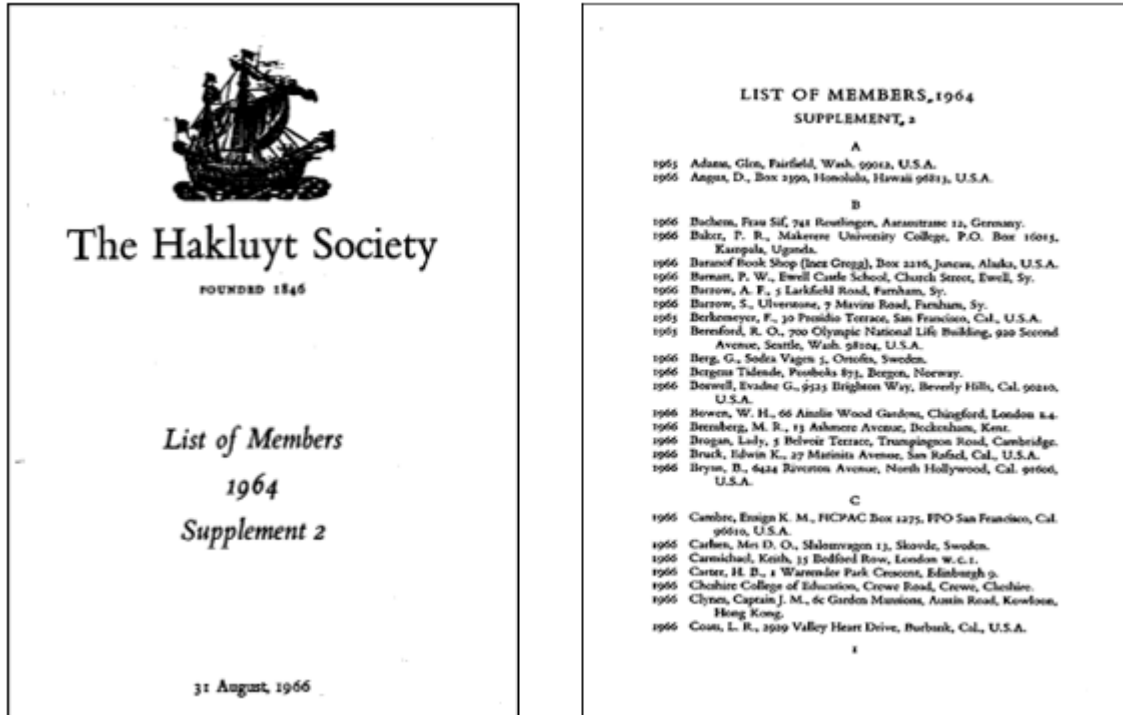 The Hakluyt Society
FOUNDED 1846
List of Members
1964
Supplement 2
31 August, 1966
LIST OF MEMBERS, 1964
SUPPLEMENT, 2
A
1965 Adams, Glen, Fairfield, Wash. 99012, U.S.A.
1966 Angus, D., Box 2390, Honolulu, Hawaii 96813, U.S.A.
B
1966 Bachem, Frau Sif, 741 Reutlingen, Aaraustrasse 12, Germany.
1966 Baker, P. R., Makerere University College, P.O. Box 16015,
Kampala, Uganda.
1966 Baranof Book Shop (Inez Gregg), Box 2216, Juneau, Alaska, U.S.A.
1966 Barnatt, P. W., Ewell Castle School, Church Street, Ewell, Sy.
1966 Barrow, A. F., 5 Larkfield Road, Farnham, Sy.
1966 Barrow, S., Ulverstone, 7 Mavins Road, Farnham, Sy.
1965 Berkemeyer, F., 30 Presidio Terrace, San Francisco, Cal., U.S.A.
1965 Beresford, R. O., 700 Olympic National Life Building, 920 Second
Avenue, Seattle, Wash. 98104, U.S.A.
1966 Berg, G., Sodra Vagen 5, Ortofta, Sweden.
1966 Bergens Tidende, Postboks 873, Bergen, Norway.
1966 Boswell, Evadne G., 9525 Brighton Way, Beverly Hills, Cal. 90210,
U.S.A.
1966 Bowen, W. H., 66 Ainslie Wood Gardens, Chingford, London E.4.
1966 Brensberg, M. R., 13 Ashmere Avenue, Beckenham, Kent.
1966 Brogan, Lady, 5 Belvoir Terrace, Trumpington Road, Cambridge.
1966 Bruck, Edwin K., 27 Marinita Avenue, San Rafael, Cal., U.S.A.
1966 Brynn, B., 6424 Riverton Avenue, North Hollywood, Cal. 91606,
U.S.A.
C
1966 Cambre, Ensign K. M., FICPAC Box 1275, FPO San Francisco, Cal.
96610, U.S.A.
1966 Carlsen, Mrs D. O., Slalomvagen 13, Skovde, Sweden.
1966 Carmichael, Keith, 35 Bedford Row, London W.C.1.
1966 Carter, H. B., 1 Warrender Park Crescent, Edinburgh 9.
1966 Cheshire College of Education, Crewe Road, Crewe, Cheshire.
1966 Clynes, Captain J. M., 6c Garden Mansions, Austin Road, Kowloon,
Hong Kong.
1966 Coats, L. R., 2929 Valley Heart Drive, Burbank, Cal., U.S.A.
1